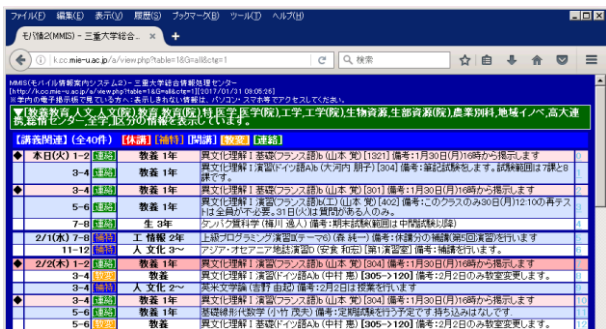 ファイル(F) 編集(E) 表示(V) 履歴(S) ブックマーク(B) ツール(T) ヘルプ(H)
モバ情2(MMIS) - 三重大学総合... × +
k.cc.mie-u.ac.jp/a/view.php?table=1&G=all&ctg=1 検索
MMIS(モバイル情報案内システム2)- 三重大学総合情報処理センター
[http://k.cc.mie-u.ac.jp/a/view.php?table=1&G=all&ctg=1][2017/01/31 09:05:26]
※学内の電子掲示板で見ている方へ:表示しきれない情報は、パソコン・スマホ等でアクセスしてください。
▼[教養教育,人文,人文(院),教育,教育(院),特,医学,医学(院),工学,工学(院),生物資源,生部資源(院),農業別科,地域イノベ,高大連携,総情センター,全学,区分の情報を表示しています。
【講義関連】(全40件) [休講] [補特] [開講] [教室] [連絡]
◆ 本日(火) 1-2 連絡 教養 1年 異文化理解Ⅰ基礎(フランス語)b (山本 覚) [1321] 備考:1月30日(月)16時から掲示します 0
3-4 連絡 教養 1年 異文化理解Ⅰ演習(ドイツ語A)b (大河内 朋子) [304] 備考:筆記試験をします。試験範囲は7課と8課です。 1
◆ 3-4 連絡 教養 1年 異文化理解Ⅰ演習(フランス語)b (山本 覚) [301] 備考:1月30日(月)16時から掲示します 2
5-6 連絡 教養 1年 異文化理解Ⅰ演習(フランス語)b(工) (山本 覚) [402] 備考:このクラスのみ30日(月)12:10の再テストは全員が不必要。31日(火)は質問がある人のみ。 3
7-8 連絡 生 3年 タンパク質科学 (稲川 遙人) 備考:期末試験(範囲は中間試験以降) 4
2/1(水) 7-8 補特 工 情報 2年 上級プログラミング演習Ⅱ(テーマ6) (森 純一) 備考:休講分の補講(第5回演習)を行います 5
11-12 補特 人 文化 3~ アジア・オセアニア地誌演習D (安食 和宏) [第1演習室] 備考:補講を行います。 6
◆ 2/2(木) 1-2 連絡 教養 1年 異文化理解Ⅰ演習(フランス語)b (山本 覚) [304] 備考:1月30日(月)16時から掲示します
3-4 教室 教養 異文化理解Ⅰ基礎(ドイツ語A)b (中村 恵) [305->120] 備考:2月2日のみ教室変更します。 8
3-4 補特 人 文化 2~ 英米文学論 (吉野 由起) 備考:2月2日は授業を行います 9
◆ 3-4 連絡 教養 1年 異文化理解Ⅰ演習(フランス語)b (山本 覚) [304] 備考:1月30日(月)16時から掲示します 10
5-6 連絡 教養 1年 基礎線形代数学 (小竹 茂夫) 備考:定期試験を行う予定です.持ち込みはなしです. 11
5-6 教室 教養 異文化理解Ⅰ基礎(ドイツ語A)b (中村 恵) [305->120] 備考:2月2日のみ教室変更します。 12